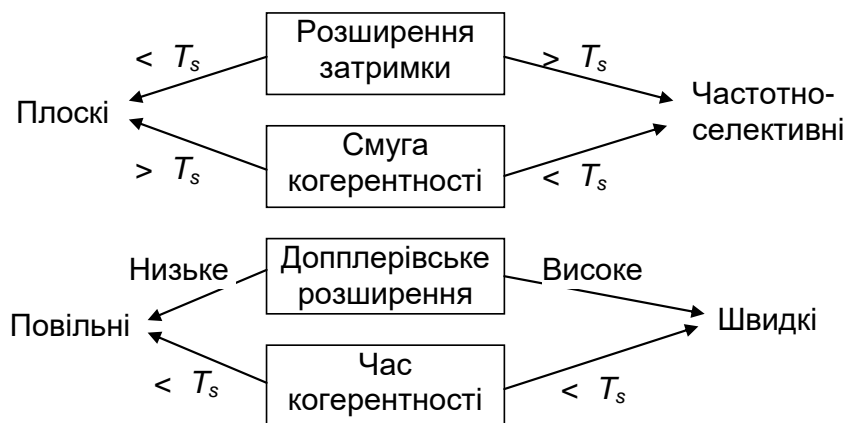 Розширення
затримки
< Tₛ
> Tₛ
Плоскі
Частотно-
селективні
Смуга
когерентності
> Tₛ
< Tₛ
Допплерівське
розширення
Низьке
Високе
Повільні
Швидкі
Час
когерентності
< Tₛ
< Tₛ